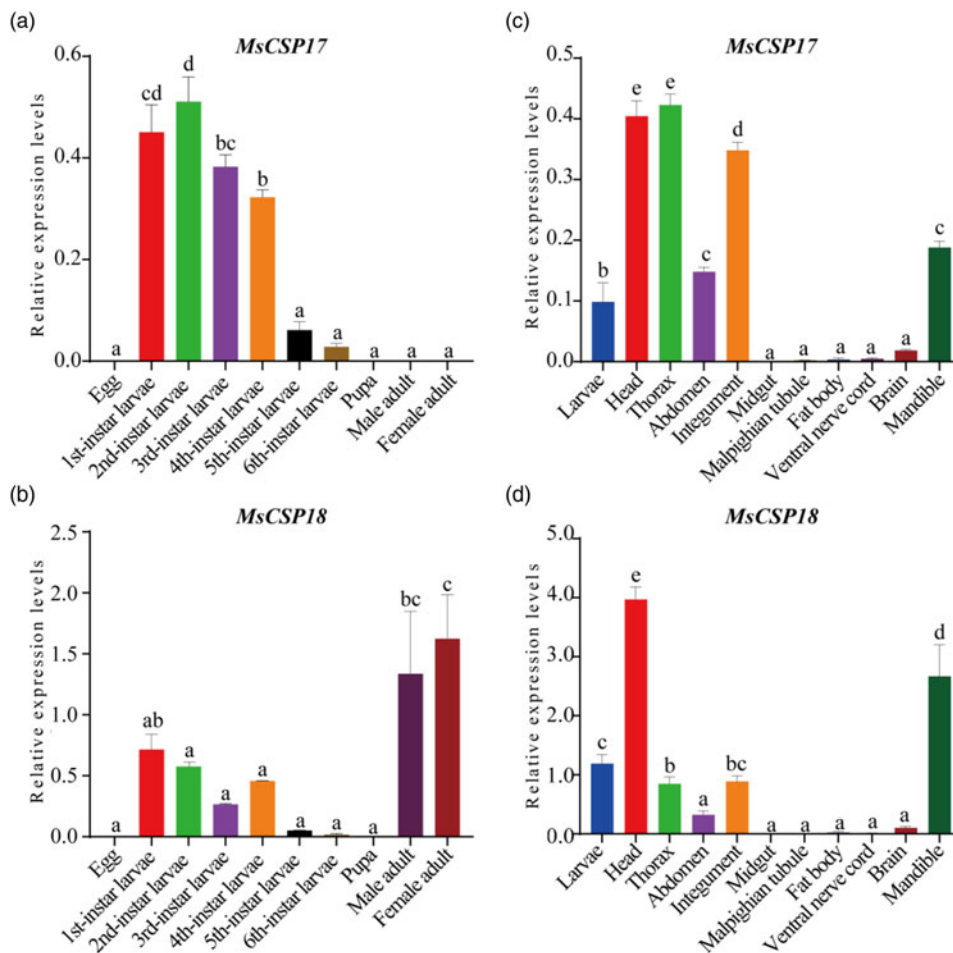 (a)
MsCSP17
Relative expression levels
0.6
0.4
0.2
0.0
a
cd
d
bc
b
a
a
a
a
a
Egg
1st-instar larvae
2nd-instar larvae
3rd-instar larvae
4th-instar larvae
5th-instar larvae
6th-instar larvae
Pupa
Male adult
Female adult
(c)
MsCSP17
Relative expression levels
0.5
0.4
0.3
0.2
0.1
0.0
b
e
e
c
d
a
a
a
a
a
c
Larvae
Head
Thorax
Abdomen
Integument
Midgut
Malpighian tubule
Fat body
Ventral nerve cord
Brain
Mandible
(b)
MsCSP18
Relative expression levels
2.5
2.0
1.5
1.0
0.5
0.0
a
ab
a
a
a
a
a
a
bc
c
Egg
1st-instar larvae
2nd-instar larvae
3rd-instar larvae
4th-instar larvae
5th-instar larvae
6th-instar larvae
Pupa
Male adult
Female adult
(d)
MsCSP18
Relative expression levels
5.0
4.0
3.0
2.0
1.0
0.0
c
e
b
a
bc
a
a
a
a
a
d
Larvae
Head
Thorax
Abdomen
Integument
Midgut
Malpighian tubule
Fat body
Ventral nerve cord
Brain
Mandible